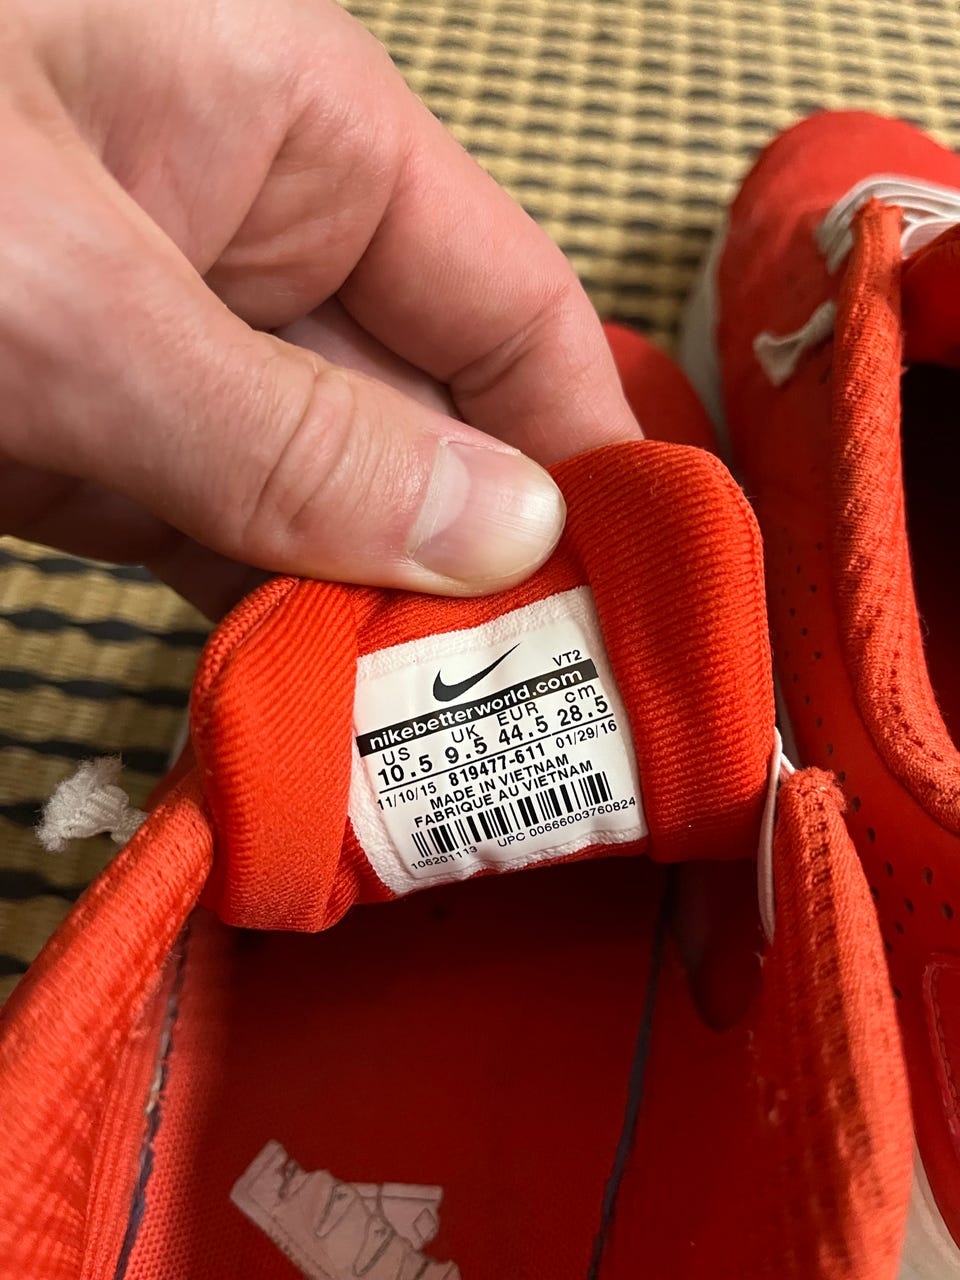 VT2
nikebetterworld.com
US UK EUR cm
10.5 9.5 44.5 28.5
11/10/15 819477-611 01/29/16
MADE IN VIETNAM
FABRIQUE AU VIETNAM
106201113 UPC 00666003760824